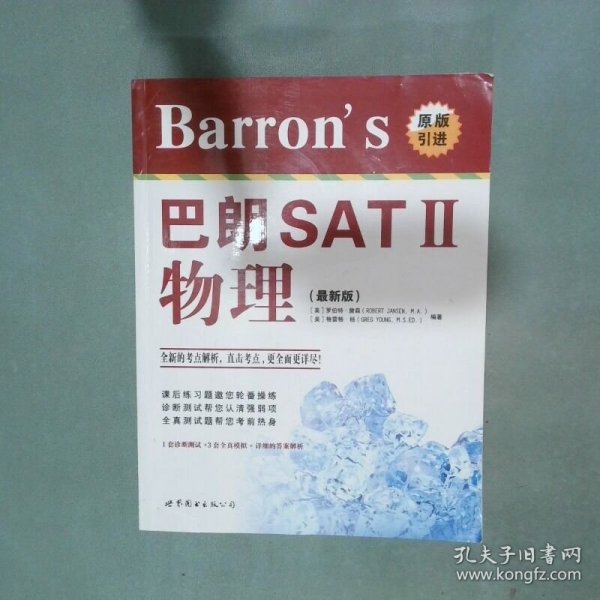 Barron's
原版
引进
巴朗SAT II
物理
(最新版)
[美] 罗伯特·詹森 (ROBERT JANSEN, M.A.)
[美] 格雷格·杨 (GREG YOUNG, M.S.ED.)
编著
全新的考点解析，直击考点，更全面更详尽！
课后练习题邀您轮番操练
诊断测试帮您认清强弱项
全真测试题帮您考前热身
1套诊断测试+3套全真模拟+详细的答案解析
世界图书出版公司
孔夫子旧书网
www.kongfz.com